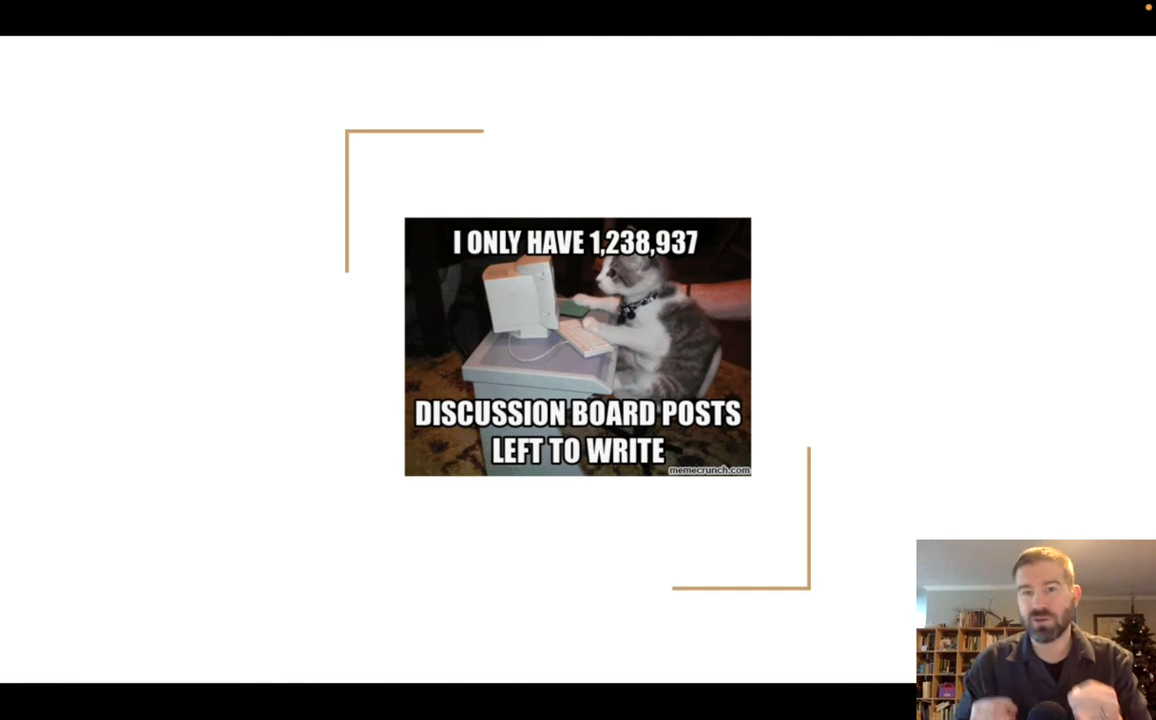 I ONLY HAVE 1,238,937
DISCUSSION BOARD POSTS
LEFT TO WRITE
memecrunch.com